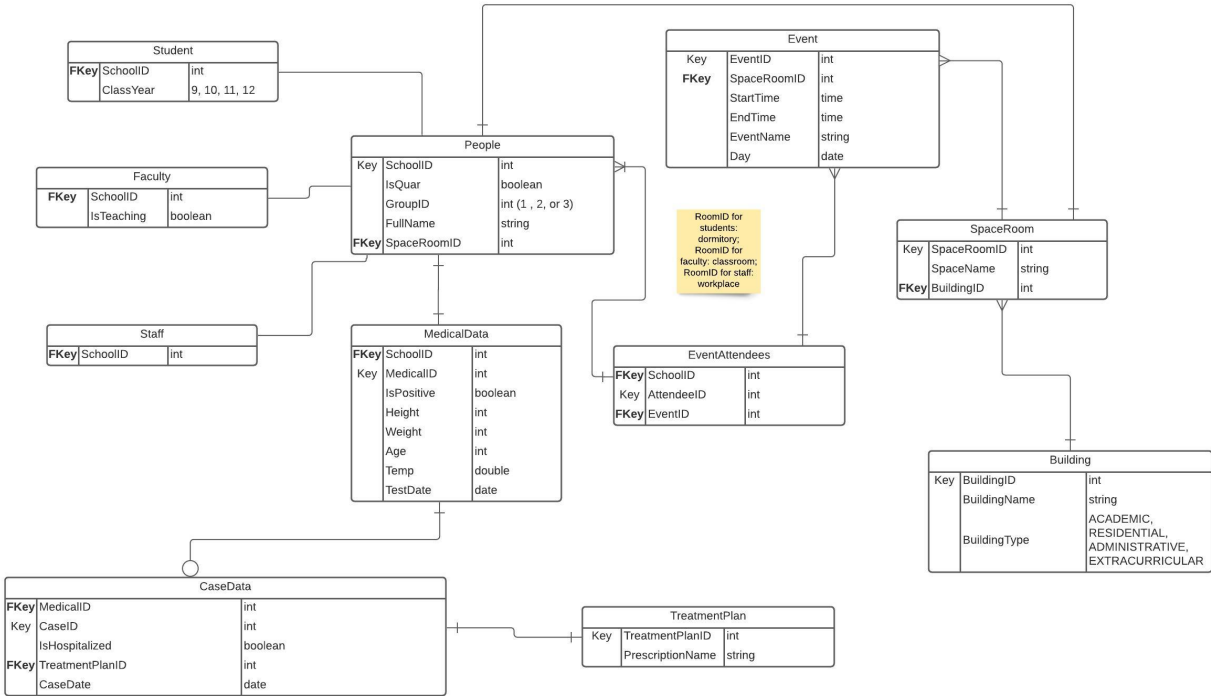 Student
FKey SchoolID int
ClassYear 9, 10, 11, 12
Faculty
FKey SchoolID int
IsTeaching boolean
Staff
FKey SchoolID int
People
Key SchoolID int
IsQuar boolean
GroupID int (1 , 2, or 3)
FullName string
FKey SpaceRoomID int
MedicalData
FKey SchoolID int
Key MedicalID int
IsPositive boolean
Height int
Weight int
Age int
Temp double
TestDate date
CaseData
FKey MedicalID int
Key CaseID int
IsHospitalized boolean
FKey TreatmentPlanID int
CaseDate date
TreatmentPlan
Key TreatmentPlanID int
PrescriptionName string
Event
Key EventID int
FKey SpaceRoomID int
StartTime time
EndTime time
EventName string
Day date
RoomID for
students:
dormitory;
RoomID for
faculty: classroom;
RoomID for staff:
workplace
EventAttendees
FKey SchoolID int
Key AttendeeID int
FKey EventID int
SpaceRoom
Key SpaceRoomID int
SpaceName string
FKey BuildingID int
Building
Key BuildingID int
BuildingName string
BuildingType ACADEMIC,
RESIDENTIAL,
ADMINISTRATIVE,
EXTRACURRICULAR